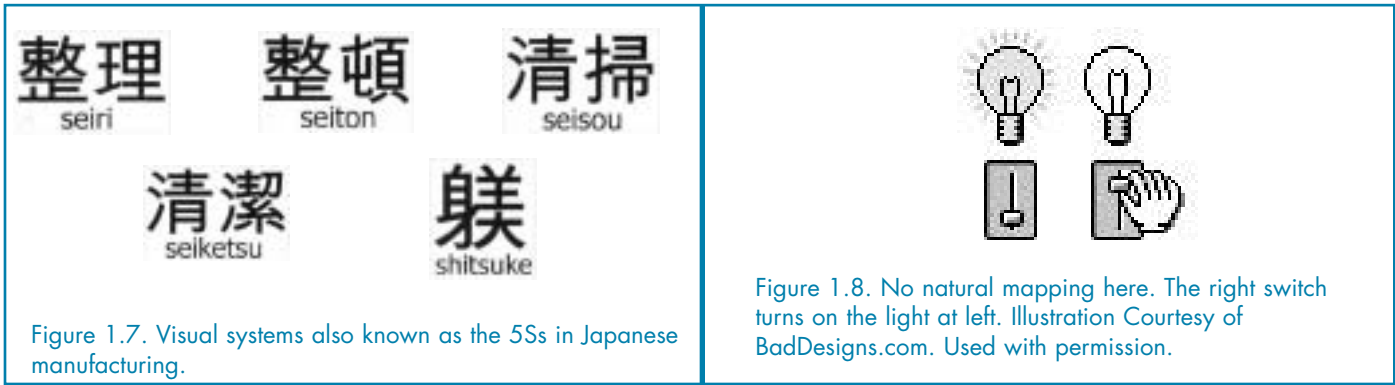 整理 整頓 清掃
seiri seiton seisou
清潔 躾
seiketsu shitsuke
Figure 1.7. Visual systems also known as the 5Ss in Japanese
manufacturing.
Figure 1.8. No natural mapping here. The right switch
turns on the light at left. Illustration Courtesy of
BadDesigns.com. Used with permission.